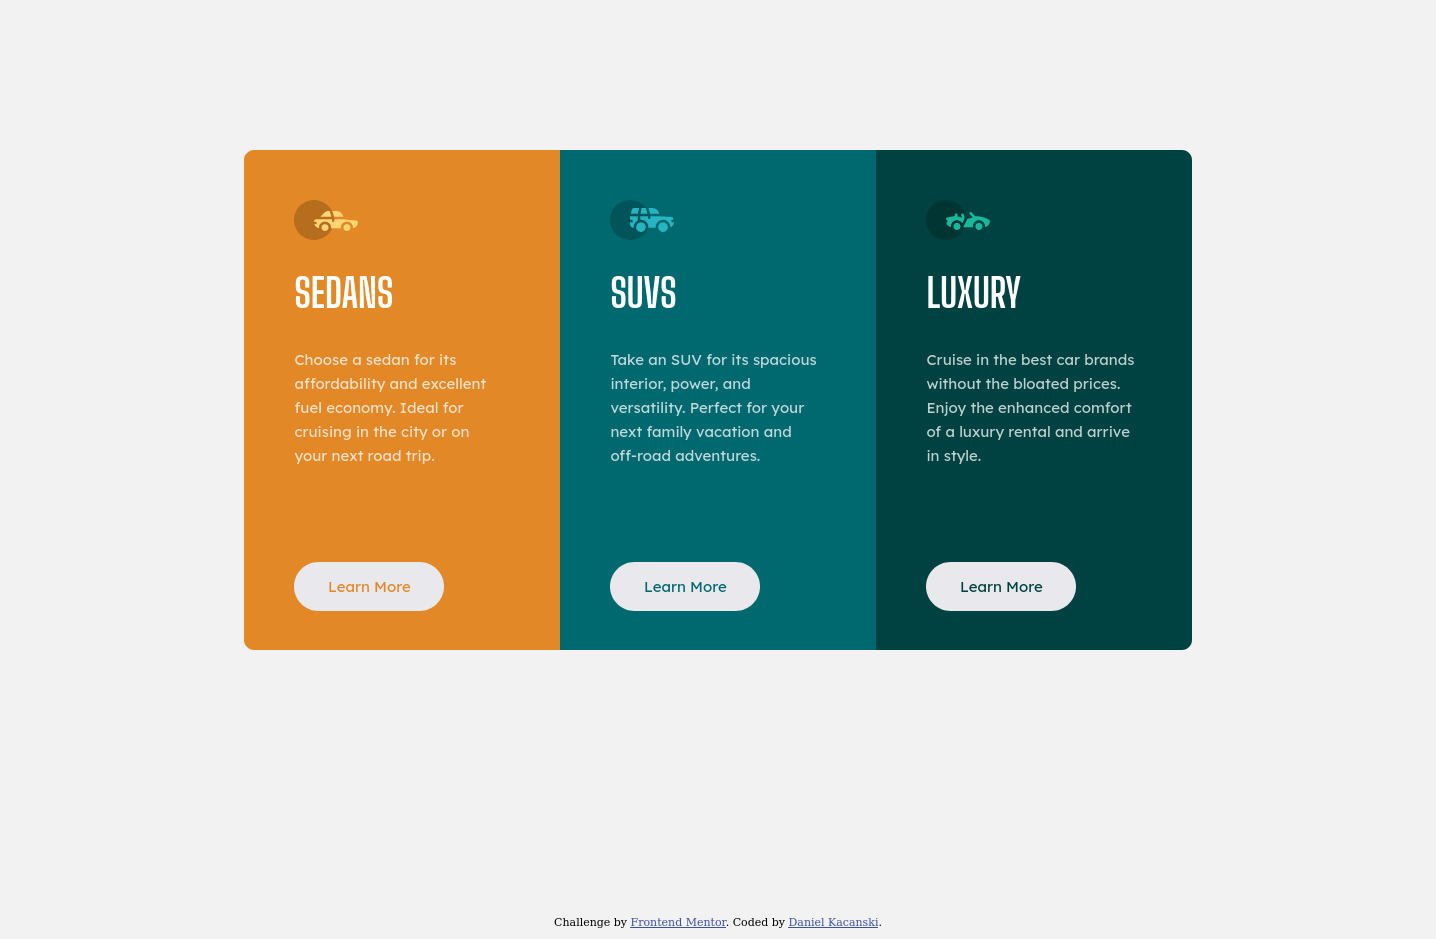 SEDANS
Choose a sedan for its
affordability and excellent
fuel economy. Ideal for
cruising in the city or on
your next road trip.
Learn More
SUVS
Take an SUV for its spacious
interior, power, and
versatility. Perfect for your
next family vacation and
off-road adventures.
Learn More
LUXURY
Cruise in the best car brands
without the bloated prices.
Enjoy the enhanced comfort
of a luxury rental and arrive
in style.
Learn More
Challenge by Frontend Mentor. Coded by Daniel Kacanski.